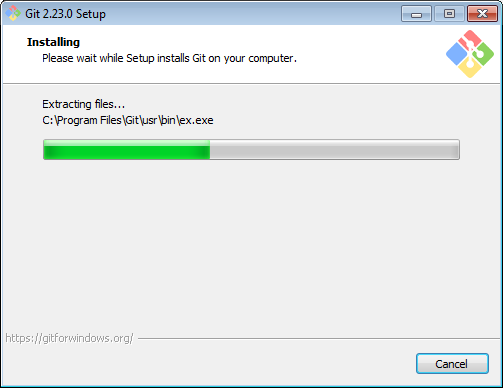 Git 2.23.0 Setup
Installing
Please wait while Setup installs Git on your computer.
Extracting files...
C:\Program Files\Git\usr\bin\ex.exe
https://gitforwindows.org/
Cancel